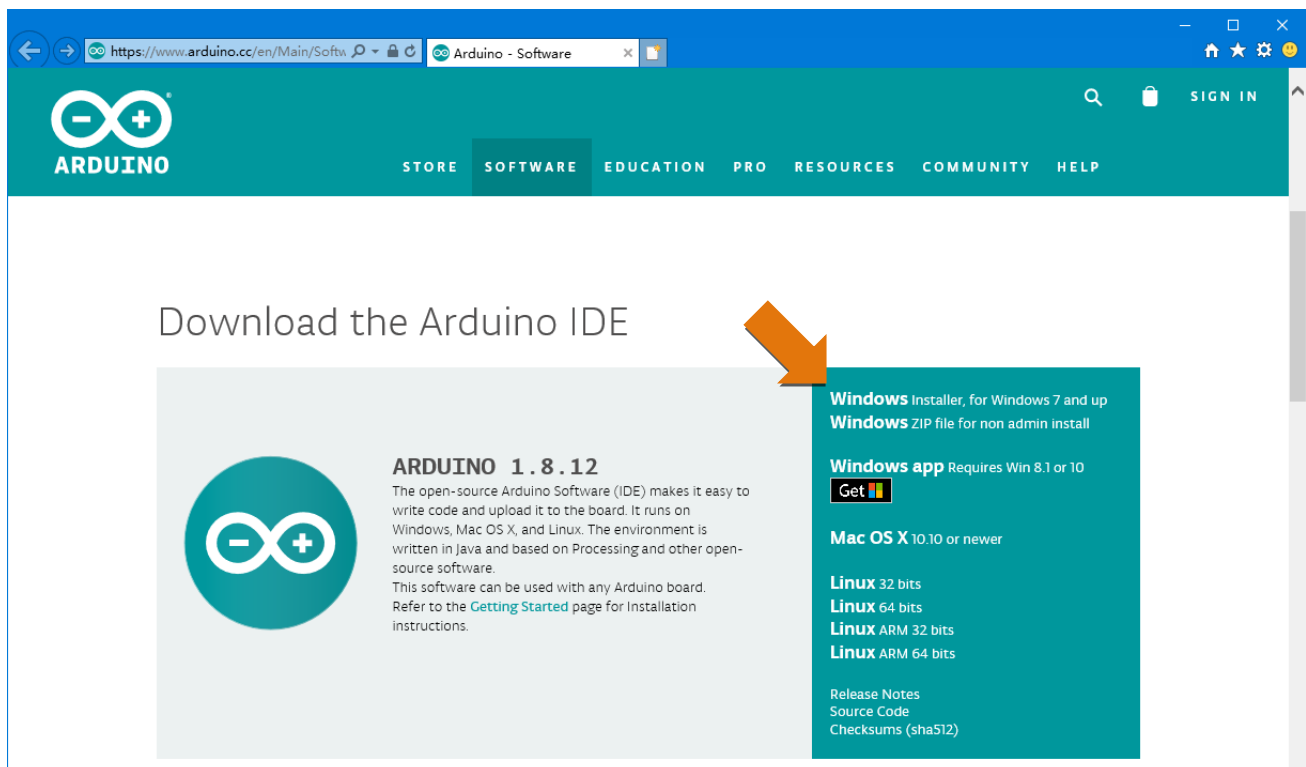 https://www.arduino.cc/en/Main/Softw
Arduino - Software
SIGN IN
ARDUINO
STORE SOFTWARE EDUCATION PRO RESOURCES COMMUNITY HELP
Download the Arduino IDE
ARDUINO 1.8.12
The open-source Arduino Software (IDE) makes it easy to
write code and upload it to the board. It runs on
Windows, Mac OS X, and Linux. The environment is
written in Java and based on Processing and other open-
source software.
This software can be used with any Arduino board.
Refer to the Getting Started page for Installation
instructions.
Windows Installer, for Windows 7 and up
Windows ZIP file for non admin install
Windows app Requires Win 8.1 or 10
Get
Mac OS X 10.10 or newer
Linux 32 bits
Linux 64 bits
Linux ARM 32 bits
Linux ARM 64 bits
Release Notes
Source Code
Checksums (sha512)